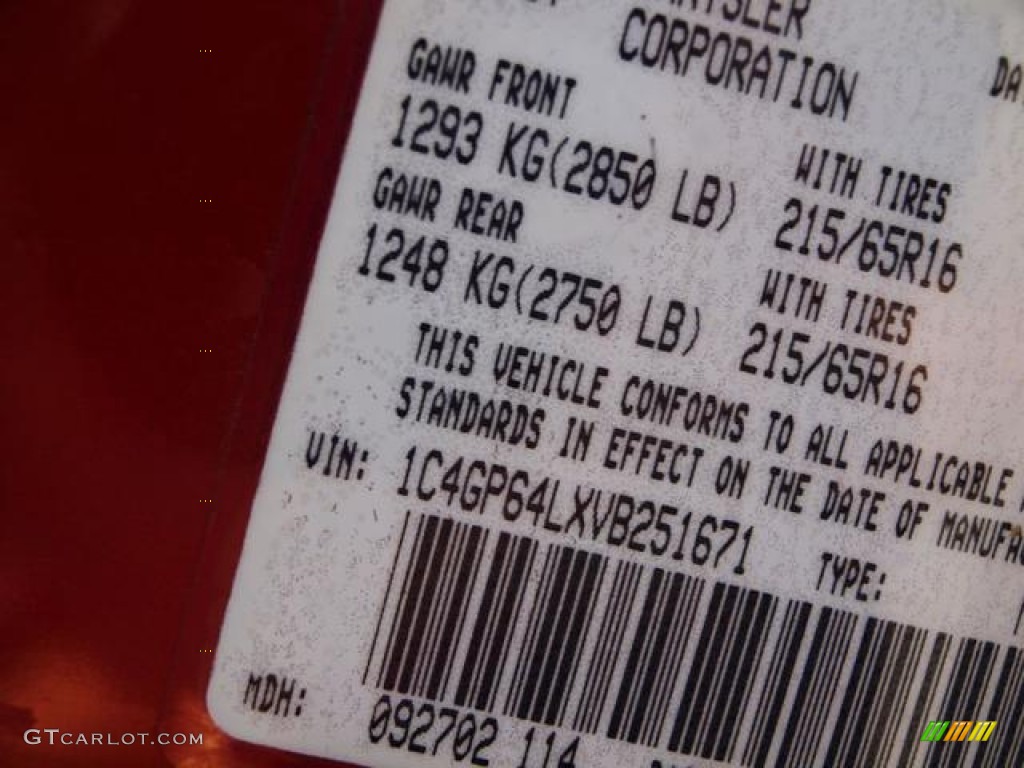 CORPORATION
GAWR FRONT
1293 KG(2850 LB)
WITH TIRES
215/65R16
GAWR REAR
1248 KG(2750 LB)
WITH TIRES
215/65R16
THIS VEHICLE CONFORMS TO ALL APPLICABLE
STANDARDS IN EFFECT ON THE DATE OF MANUFAC
VIN: 1C4GP64LXVB251671
TYPE:
MDH: 092702 114
GTCARLOT.COM